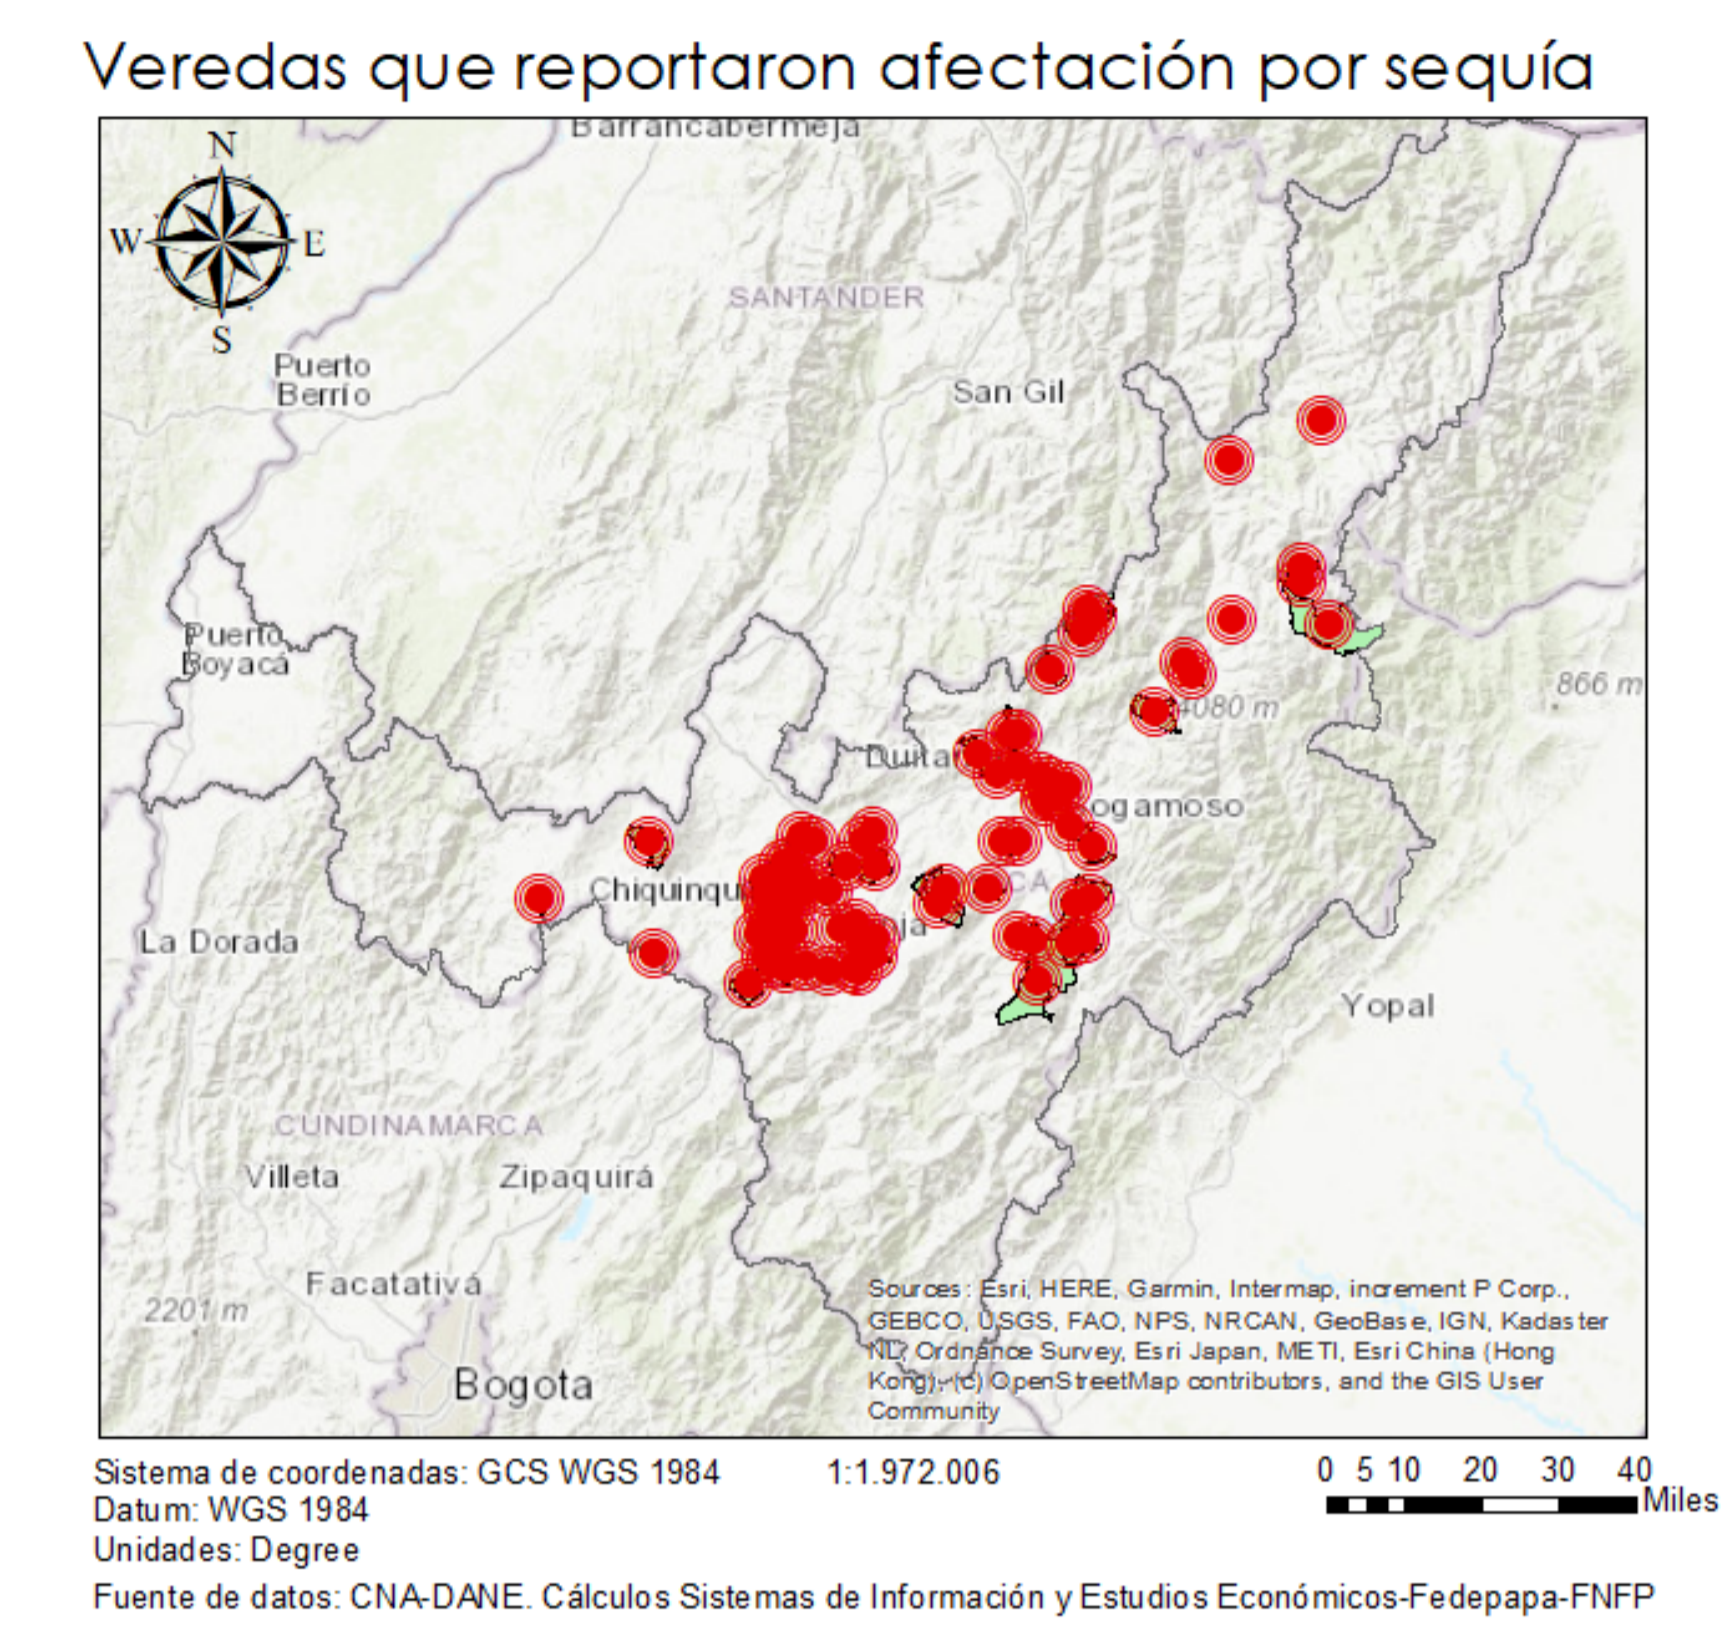 Veredas que reportaron afectación por sequía
Barrancabermeja
N
W E
S
SANTANDER
Puerto
Berrío
San Gil
Puerto
Boyacá
866 m
4080 m
Duita
ogamoso
Chiquinqu
CA
ja
La Dorada
Yopal
CUNDINAMARCA
Villeta
Zipaquirá
Facatativá
2201 m
Bogota
Sources: Esri, HERE, Garmin, Intermap, increment P Corp.,
GEBCO, USGS, FAO, NPS, NRCAN, GeoBase, IGN, Kadaster
NL, Ordnance Survey, Esri Japan, METI, Esri China (Hong
Kong), (c) OpenStreetMap contributors, and the GIS User
Community
Sistema de coordenadas: GCS WGS 1984
1:1.972.006
0 5 10 20 30 40
Miles
Datum: WGS 1984
Unidades: Degree
Fuente de datos: CNA-DANE. Cálculos Sistemas de Información y Estudios Económicos-Fedepapa-FNFP